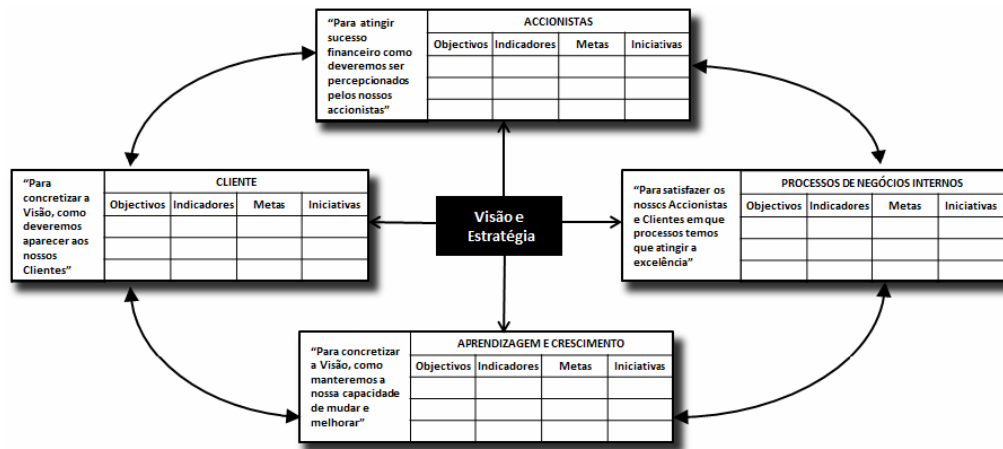 “Para atingir
sucesso
financeiro como
deveremos ser
percepcionados
pelos nossos
accionistas”
ACCIONISTAS
Objectivos Indicadores Metas Iniciativas
“Para
concretizar a
Visão, como
deveremos
aparecer aos
nossos
Clientes”
CLIENTE
Objectivos Indicadores Metas Iniciativas
Visão e
Estratégia
“Para satisfazer os
nossos Accionistas
e Clientes em que
processos temos
que atingir a
excelência”
PROCESSOS DE NEGÓCIOS INTERNOS
Objectivos Indicadores Metas Iniciativas
“Para concretizar
a Visão, como
manteremos a
nossa capacidade
de mudar e
melhorar”
APRENDIZAGEM E CRESCIMENTO
Objectivos Indicadores Metas Iniciativas